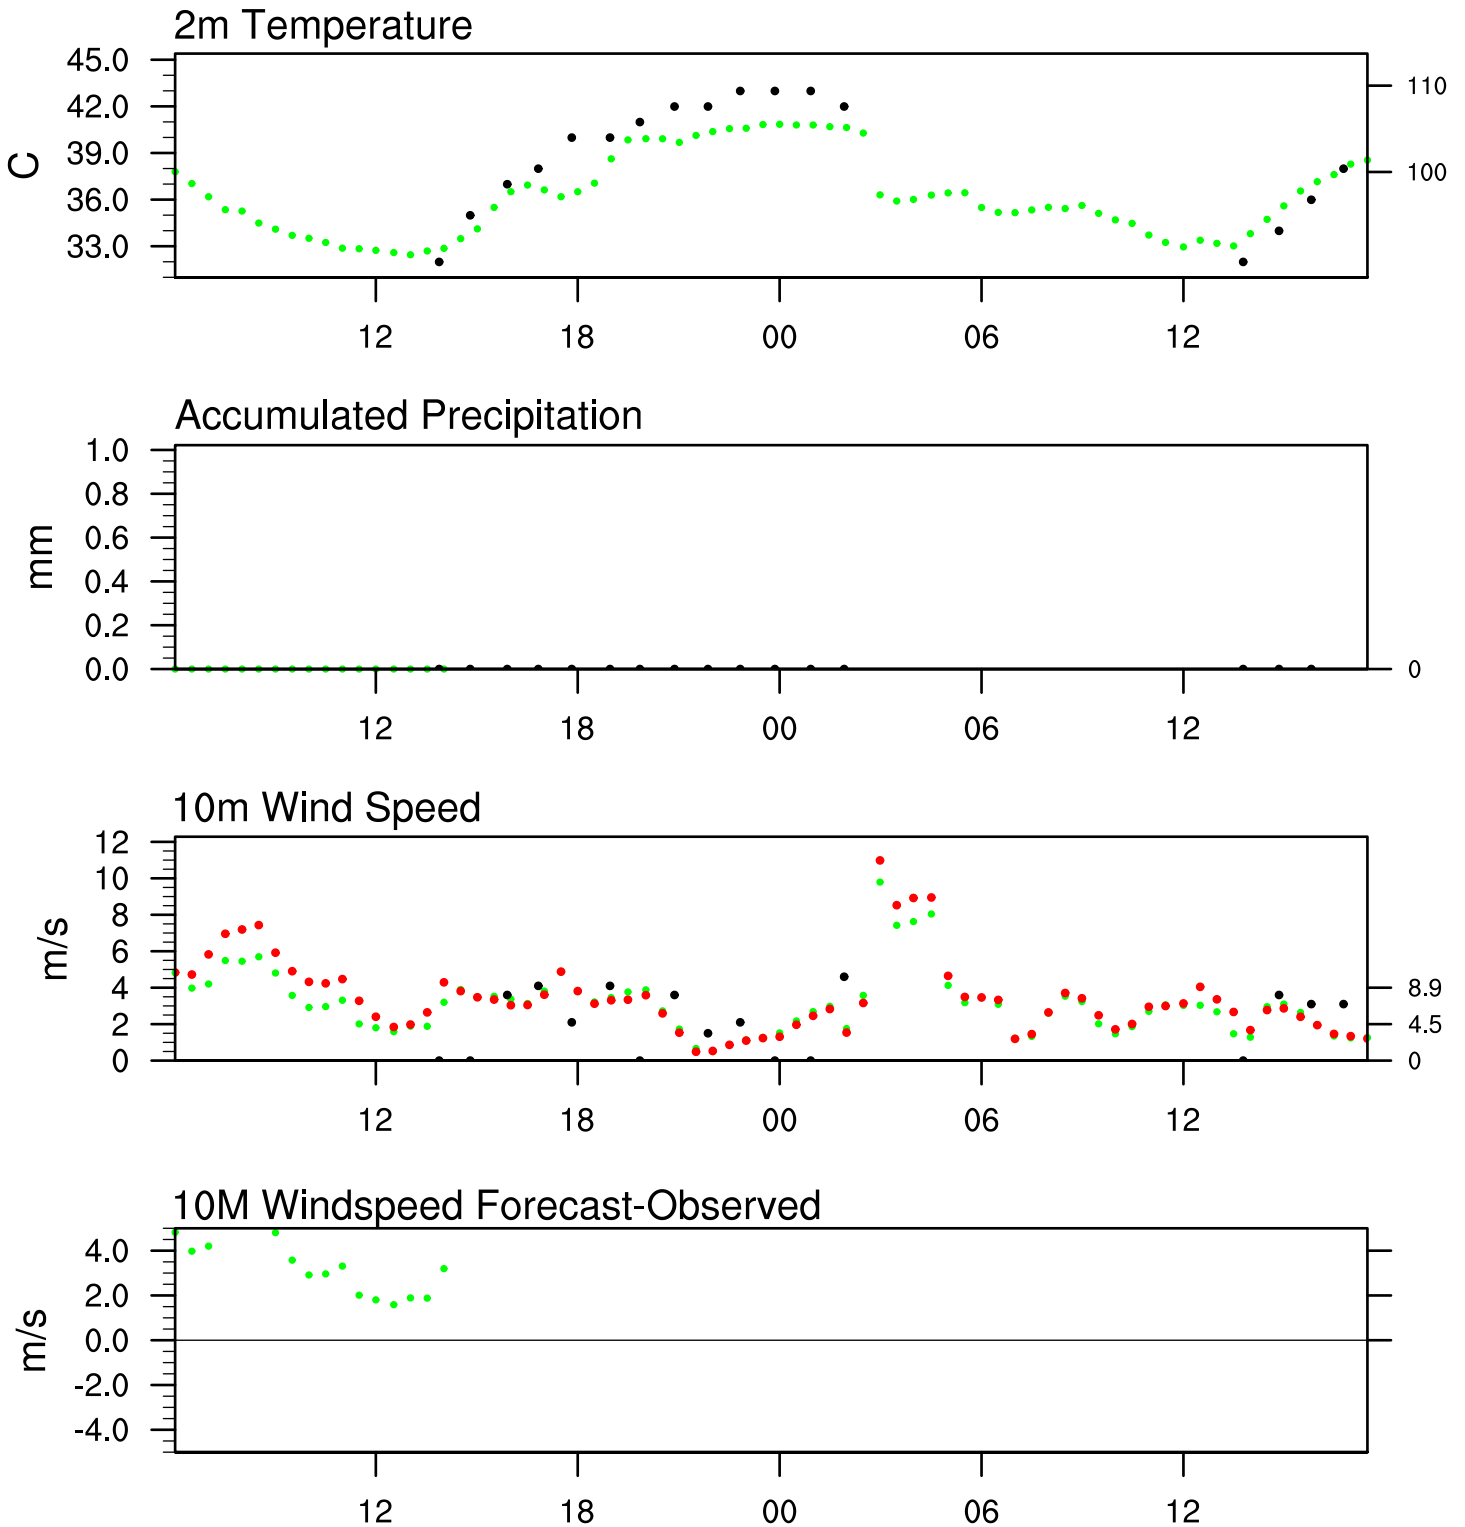 2m Temperature
45.0
42.0
39.0
36.0
33.0
C
110
100
12 18 00 06 12
Accumulated Precipitation
1.0
0.8
0.6
0.4
0.2
0.0
mm
0
12 18 00 06 12
10m Wind Speed
12
10
8
6
4
2
0
m/s
8.9
4.5
0
12 18 00 06 12
10M Windspeed Forecast-Observed
4.0
2.0
0.0
-2.0
-4.0
m/s
12 18 00 06 12